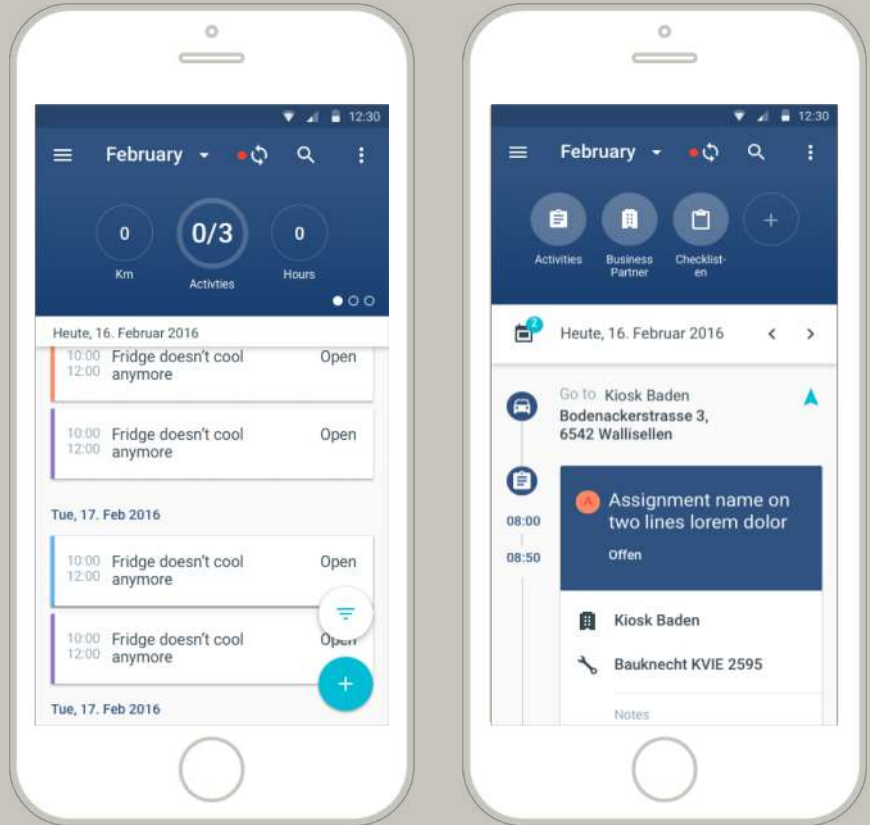 12:30
February
0
Km
0/3
Activties
0
Hours
Heute, 16. Februar 2016
10:00
12:00
Fridge doesn't cool
anymore
Open
10:00
12:00
Fridge doesn't cool
anymore
Open
Tue, 17. Feb 2016
10:00
12:00
Fridge doesn't cool
anymore
Open
10:00
12:00
Fridge doesn't cool
anymore
Open
Tue, 17. Feb 2016
12:30
February
Activities
Business
Partner
Checklist-
en
2
Heute, 16. Februar 2016
Go to Kiosk Baden
Bodenackerstrasse 3,
6542 Wallisellen
08:00
08:50
A
Assignment name on
two lines lorem dolor
Offen
Kiosk Baden
Bauknecht KVIE 2595
Notes